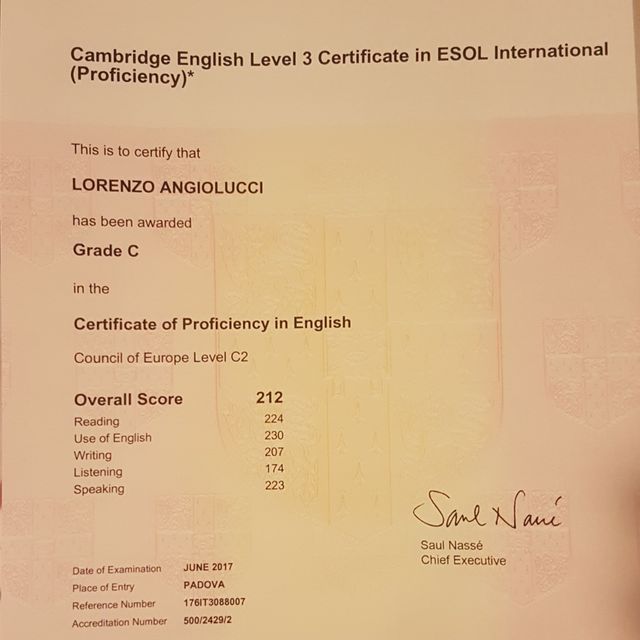 Cambridge English Level 3 Certificate in ESOL International
(Proficiency)*
This is to certify that
LORENZO ANGIOLUCCI
has been awarded
Grade C
in the
Certificate of Proficiency in English
Council of Europe Level C2
Overall Score 212
Reading 224
Use of English 230
Writing 207
Listening 174
Speaking 223
Saul Nassé
Saul Nassé
Chief Executive
Date of Examination JUNE 2017
Place of Entry PADOVA
Reference Number 176IT3088007
Accreditation Number 500/2429/2